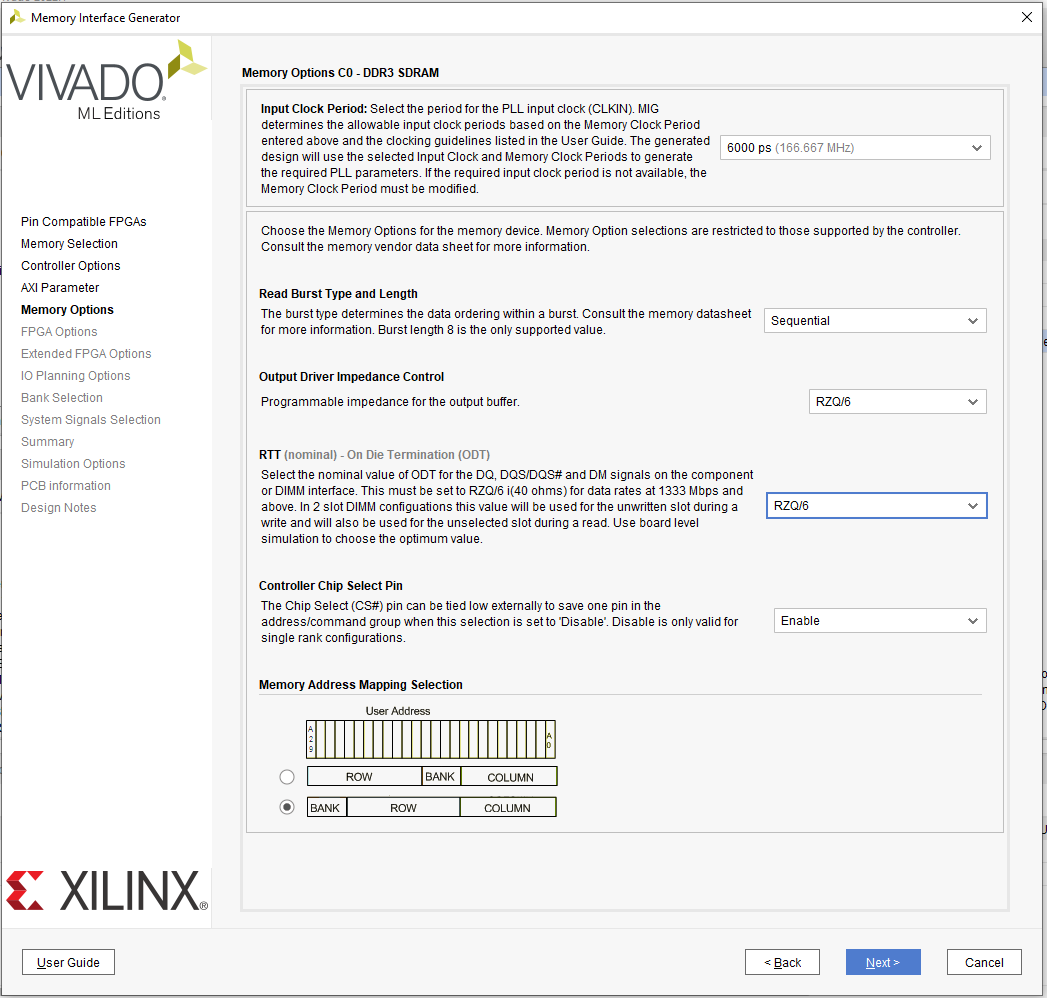 Memory Interface Generator
VIVADO
ML Editions
Pin Compatible FPGAs
Memory Selection
Controller Options
AXI Parameter
Memory Options
FPGA Options
Extended FPGA Options
IO Planning Options
Bank Selection
System Signals Selection
Summary
Simulation Options
PCB information
Design Notes
XILINX®
Memory Options C0 - DDR3 SDRAM
Input Clock Period: Select the period for the PLL input clock (CLKIN). MIG
determines the allowable input clock periods based on the Memory Clock Period
entered above and the clocking guidelines listed in the User Guide. The generated
design will use the selected Input Clock and Memory Clock Periods to generate
the required PLL parameters. If the required input clock period is not available, the
Memory Clock Period must be modified.
6000 ps (166.667 MHz)
Choose the Memory Options for the memory device. Memory Option selections are restricted to those supported by the controller.
Consult the memory vendor data sheet for more information.
Read Burst Type and Length
The burst type determines the data ordering within a burst. Consult the memory datasheet
for more information. Burst length 8 is the only supported value.
Sequential
Output Driver Impedance Control
Programmable impedance for the output buffer.
RZQ/6
RTT (nominal) - On Die Termination (ODT)
Select the nominal value of ODT for the DQ, DQS/DQS# and DM signals on the component
or DIMM interface. This must be set to RZQ/6 i(40 ohms) for data rates at 1333 Mbps and
above. In 2 slot DIMM configuations this value will be used for the unwritten slot during a
write and will also be used for the unselected slot during a read. Use board level
simulation to choose the optimum value.
RZQ/6
Controller Chip Select Pin
The Chip Select (CS#) pin can be tied low externally to save one pin in the
address/command group when this selection is set to 'Disable'. Disable is only valid for
single rank configurations.
Enable
Memory Address Mapping Selection
User Address
A29 A0
ROW BANK COLUMN
BANK ROW COLUMN
User Guide
< Back
Next >
Cancel